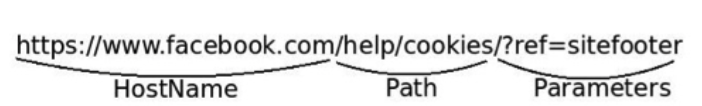 https://www.facebook.com/help/cookies/?ref=sitefooter
HostName Path Parameters